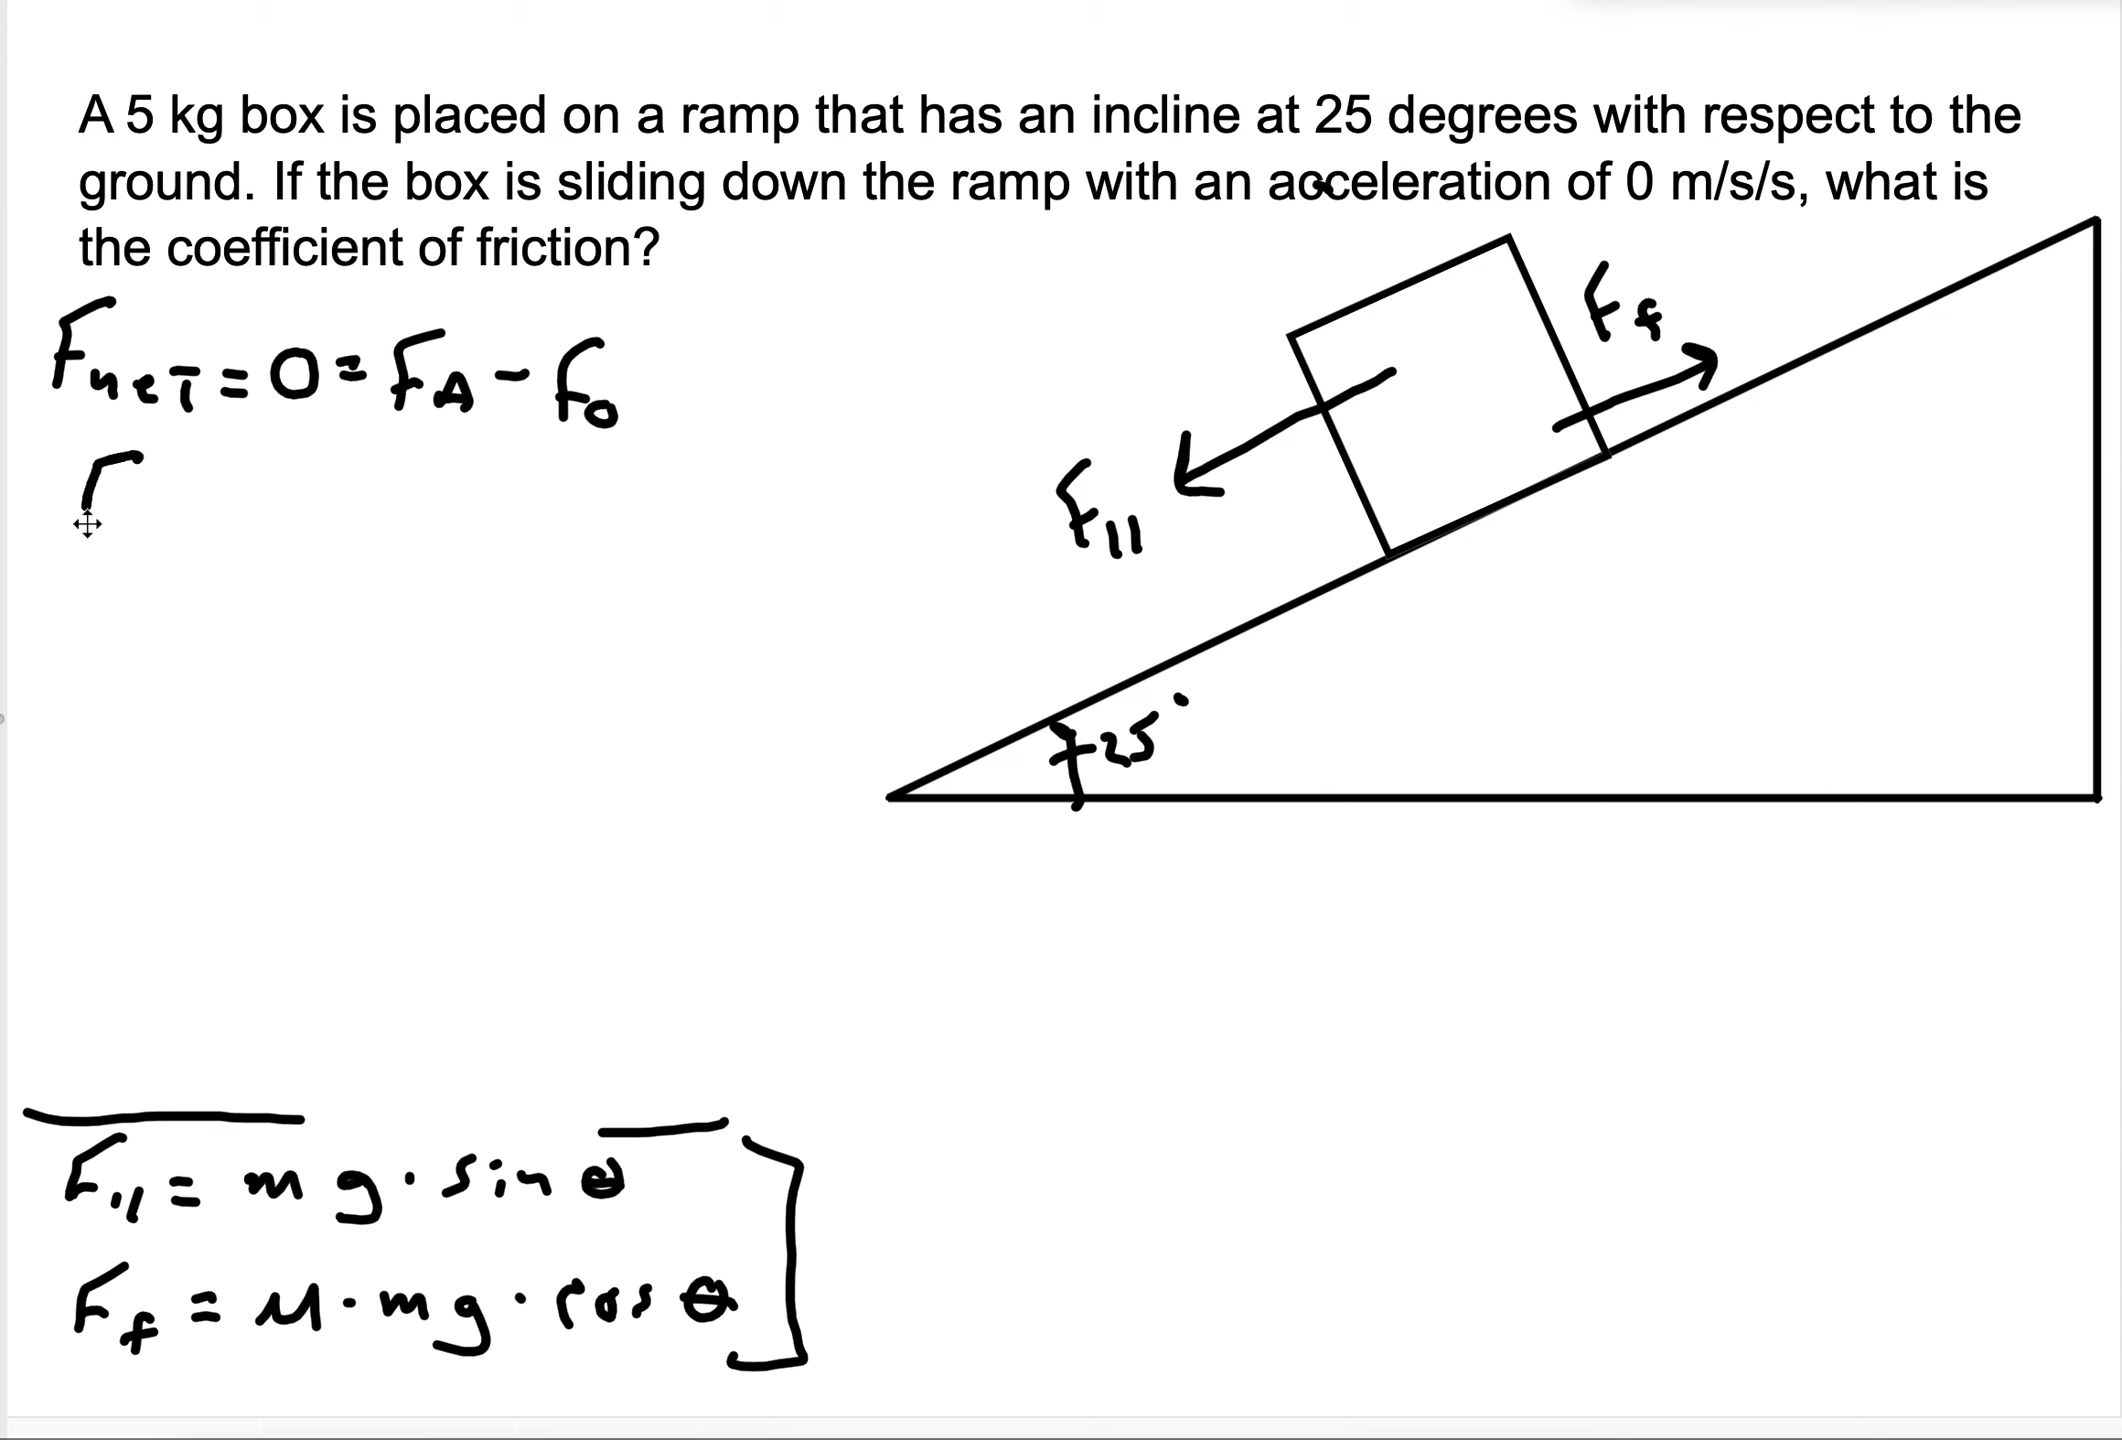 A 5 kg box is placed on a ramp that has an incline at 25 degrees with respect to the
ground. If the box is sliding down the ramp with an acceleration of 0 m/s/s, what is
the coefficient of friction?
Fnet = 0 = FA - Fo
Ff
F||
25°
F|| = mg · sin θ
Ff = μ · mg · cos θ